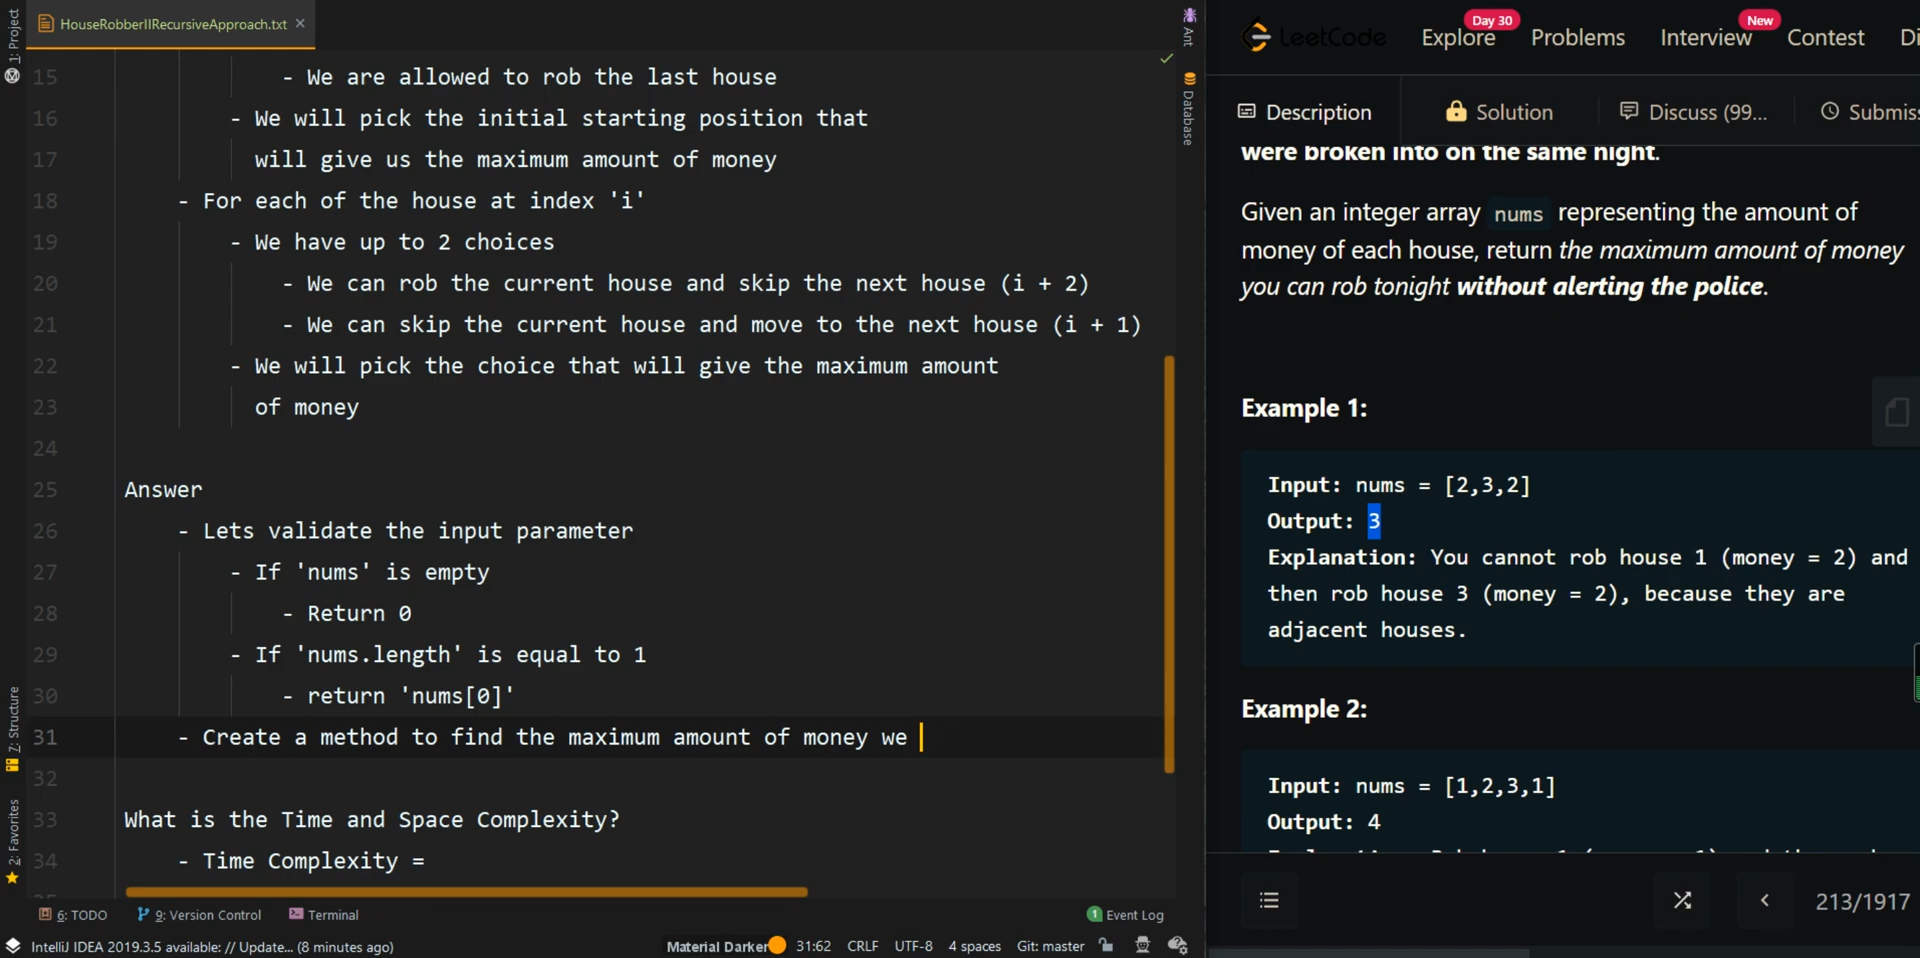 HouseRobberIIRecursiveApproach.txt
1: Project
Z: Structure
2: Favorites
15 - We are allowed to rob the last house
16 - We will pick the initial starting position that
17 will give us the maximum amount of money
18 - For each of the house at index 'i'
19 - We have up to 2 choices
20 - We can rob the current house and skip the next house (i + 2)
21 - We can skip the current house and move to the next house (i + 1)
22 - We will pick the choice that will give the maximum amount
23 of money
24
25 Answer
26 - Lets validate the input parameter
27 - If 'nums' is empty
28 - Return 0
29 - If 'nums.length' is equal to 1
30 - return 'nums[0]'
31 - Create a method to find the maximum amount of money we
32
33 What is the Time and Space Complexity?
34 - Time Complexity =
Ant
Database
6: TODO 9: Version Control Terminal 1 Event Log
IntelliJ IDEA 2019.3.5 available: // Update... (8 minutes ago) Material Darker 31:62 CRLF UTF-8 4 spaces Git: master
Day 30 New
LeetCode Explore Problems Interview Contest Di
Description Solution Discuss (99... Submiss
were broken into on the same night.
Given an integer array nums representing the amount of
money of each house, return the maximum amount of money
you can rob tonight without alerting the police.
Example 1:
Input: nums = [2,3,2]
Output: 3
Explanation: You cannot rob house 1 (money = 2) and
then rob house 3 (money = 2), because they are
adjacent houses.
Example 2:
Input: nums = [1,2,3,1]
Output: 4
213/1917